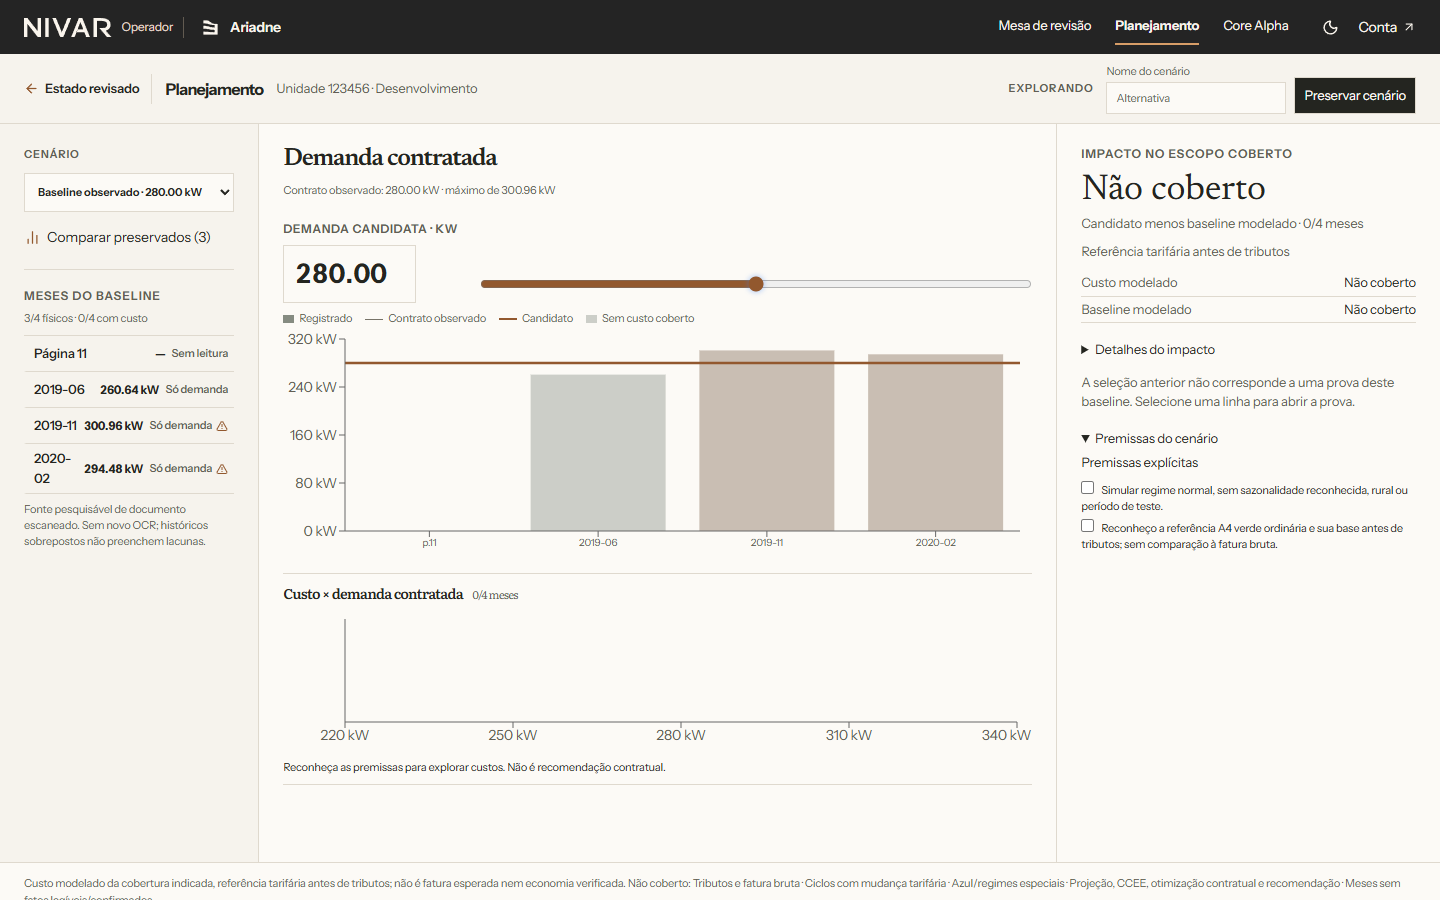 NIVAR Operador Ariadne Mesa de revisão Planejamento Core Alpha Conta
Estado revisado Planejamento Unidade 123456 · Desenvolvimento
EXPLORANDO
Nome do cenário
Alternativa
Preservar cenário
CENÁRIO
Baseline observado · 280.00 kW
Comparar preservados (3)
MESES DO BASELINE
3/4 físicos · 0/4 com custo
Página 11 — Sem leitura
2019-06 260.64 kW Só demanda
2019-11 300.96 kW Só demanda
2020-02 294.48 kW Só demanda
Fonte pesquisável de documento
escaneado. Sem novo OCR; históricos
sobrepostos não preenchem lacunas.
Demanda contratada
Contrato observado: 280.00 kW · máximo de 300.96 kW
DEMANDA CANDIDATA · KW
280.00
Registrado Contrato observado Candidato Sem custo coberto
320 kW
240 kW
160 kW
80 kW
0 kW
p.11 2019-06 2019-11 2020-02
Custo × demanda contratada 0/4 meses
220 kW 250 kW 280 kW 310 kW 340 kW
Reconheça as premissas para explorar custos. Não é recomendação contratual.
IMPACTO NO ESCOPO COBERTO
Não coberto
Candidato menos baseline modelado · 0/4 meses
Referência tarifária antes de tributos
Custo modelado Não coberto
Baseline modelado Não coberto
Detalhes do impacto
A seleção anterior não corresponde a uma prova deste
baseline. Selecione uma linha para abrir a prova.
Premissas do cenário
Premissas explícitas
Simular regime normal, sem sazonalidade reconhecida, rural ou
período de teste.
Reconheço a referência A4 verde ordinária e sua base antes de
tributos; sem comparação à fatura bruta.
Custo modelado da cobertura indicada, referência tarifária antes de tributos; não é fatura esperada nem economia verificada. Não coberto: Tributos e fatura bruta · Ciclos com mudança tarifária · Azul/regimes especiais · Projeção, CCEE, otimização contratual e recomendação · Meses sem
fatos legíveis/confirmados